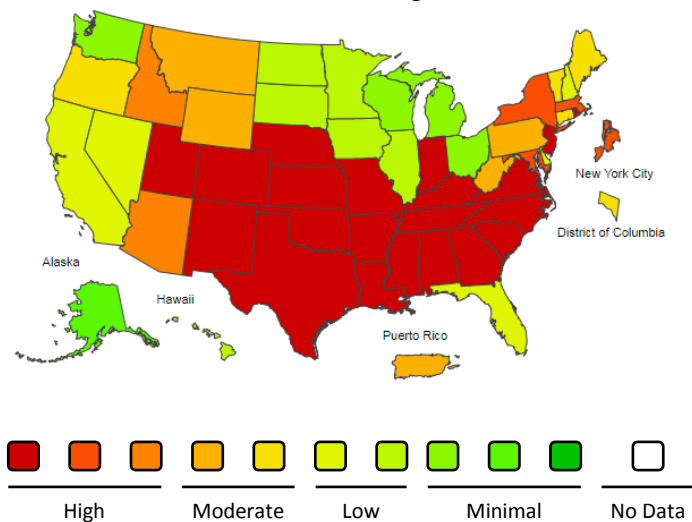 New York City
District of Columbia
Alaska
Hawaii
Puerto Rico
High
Moderate
Low
Minimal
No Data